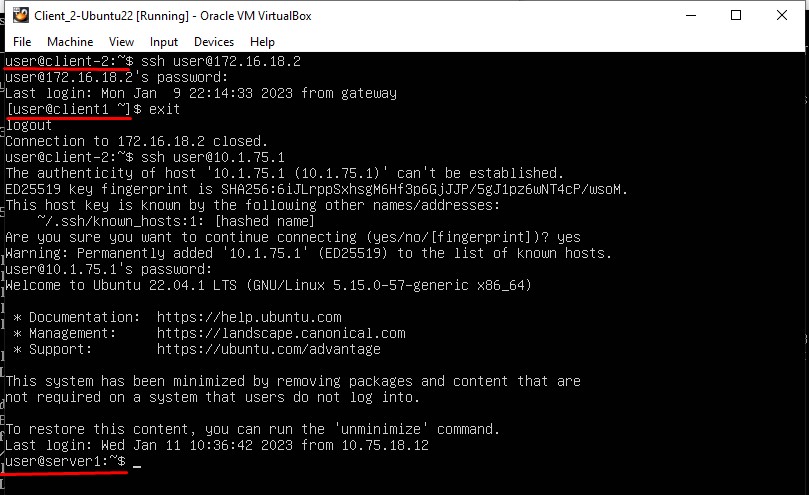 Client_2-Ubuntu22 [Running] - Oracle VM VirtualBox
File Machine View Input Devices Help
user@client-2:~$ ssh user@172.16.18.2
user@172.16.18.2's password:
Last login: Mon Jan  9 22:14:33 2023 from gateway
[user@client1 ~]$ exit
logout
Connection to 172.16.18.2 closed.
user@client-2:~$ ssh user@10.1.75.1
The authenticity of host '10.1.75.1 (10.1.75.1)' can't be established.
ED25519 key fingerprint is SHA256:6iJLrppSxhsgM6Hf3p6GjJJP/5gJ1pz6wNT4cP/wsoM.
This host key is known by the following other names/addresses:
    ~/.ssh/known_hosts:1: [hashed name]
Are you sure you want to continue connecting (yes/no/[fingerprint])? yes
Warning: Permanently added '10.1.75.1' (ED25519) to the list of known hosts.
user@10.1.75.1's password:
Welcome to Ubuntu 22.04.1 LTS (GNU/Linux 5.15.0-57-generic x86_64)
 * Documentation:  https://help.ubuntu.com
 * Management:     https://landscape.canonical.com
 * Support:        https://ubuntu.com/advantage
This system has been minimized by removing packages and content that are
not required on a system that users do not log into.
To restore this content, you can run the 'unminimize' command.
Last login: Wed Jan 11 10:36:42 2023 from 10.75.18.12
user@server1:~$ _